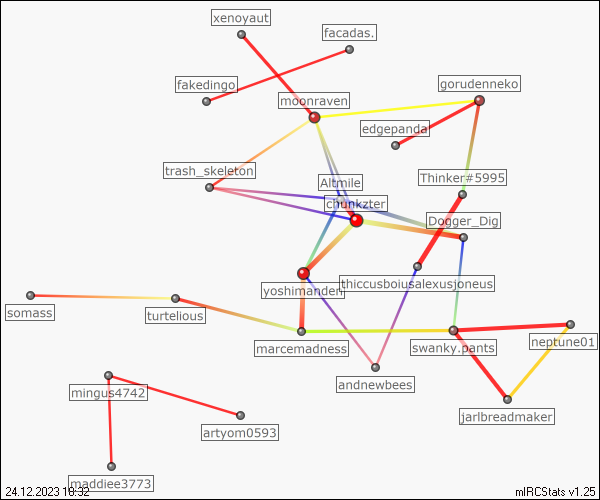 xenoyaut
facadas.
fakedingo
gorudenneko
moonraven
edgepanda
trash_skeleton
Thinker#5995
Altmile
chunkzter
Dogger_Dig
yoshimanden
thiccusboiusalexusjoneus
somass
turtelious
marcemadness
swanky.pants
neptune01
mingus4742
andnewbees
jarlbreadmaker
artyom0593
maddiee3773
24.12.2023 10:32
mIRCStats v1.25